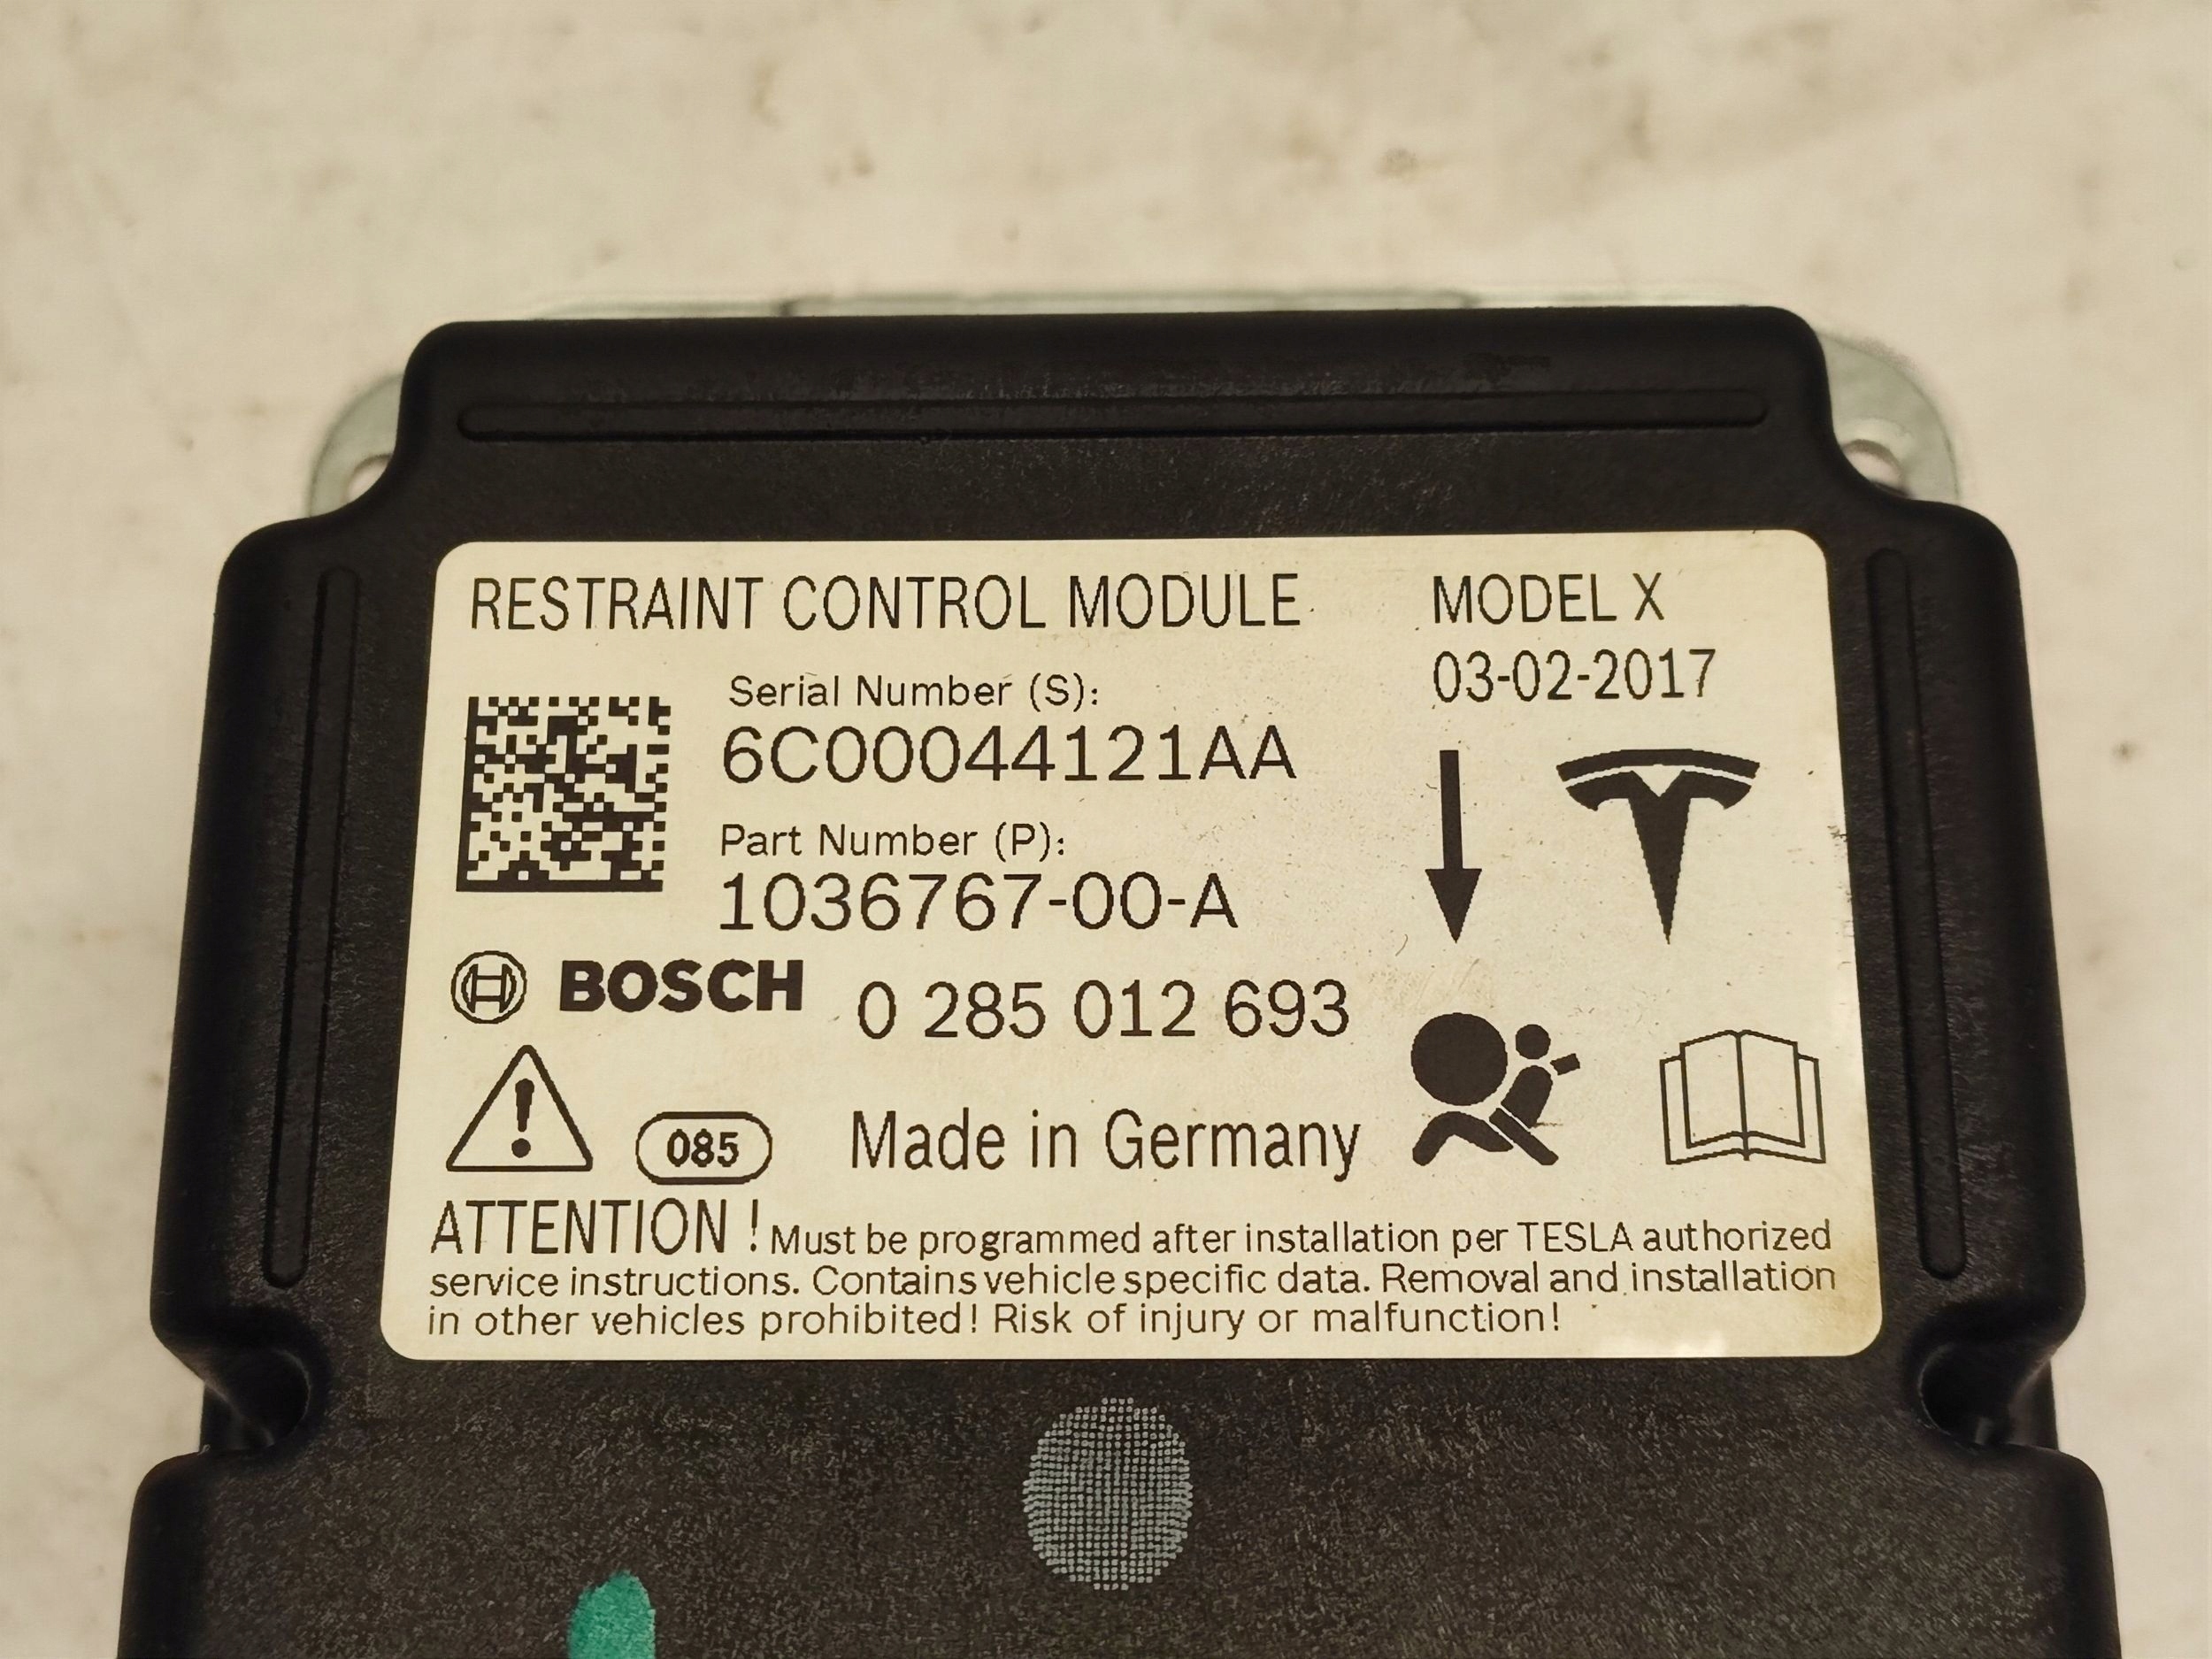 RESTRAINT CONTROL MODULE
MODEL X
03-02-2017
Serial Number (S):
6C00044121AA
Part Number (P):
1036767-00-A
BOSCH 0 285 012 693
085 Made in Germany
ATTENTION ! Must be programmed after installation per TESLA authorized
service instructions. Contains vehicle specific data. Removal and installation
in other vehicles prohibited! Risk of injury or malfunction!